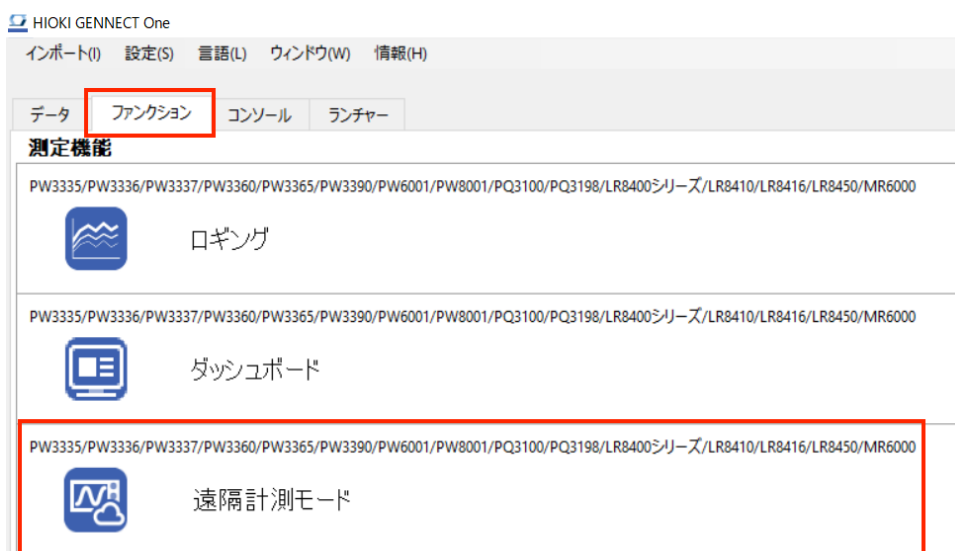 HIOKI GENNECT One
インポート(I) 設定(S) 言語(L) ウィンドウ(W) 情報(H)
データ ファンクション コンソール ランチャー
測定機能
PW3335/PW3336/PW3337/PW3360/PW3365/PW3390/PW6001/PW8001/PQ3100/PQ3198/LR8400シリーズ/LR8410/LR8416/LR8450/MR6000
ロギング
PW3335/PW3336/PW3337/PW3360/PW3365/PW3390/PW6001/PW8001/PQ3100/PQ3198/LR8400シリーズ/LR8410/LR8416/LR8450/MR6000
ダッシュボード
PW3335/PW3336/PW3337/PW3360/PW3365/PW3390/PW6001/PW8001/PQ3100/PQ3198/LR8400シリーズ/LR8410/LR8416/LR8450/MR6000
遠隔計測モード